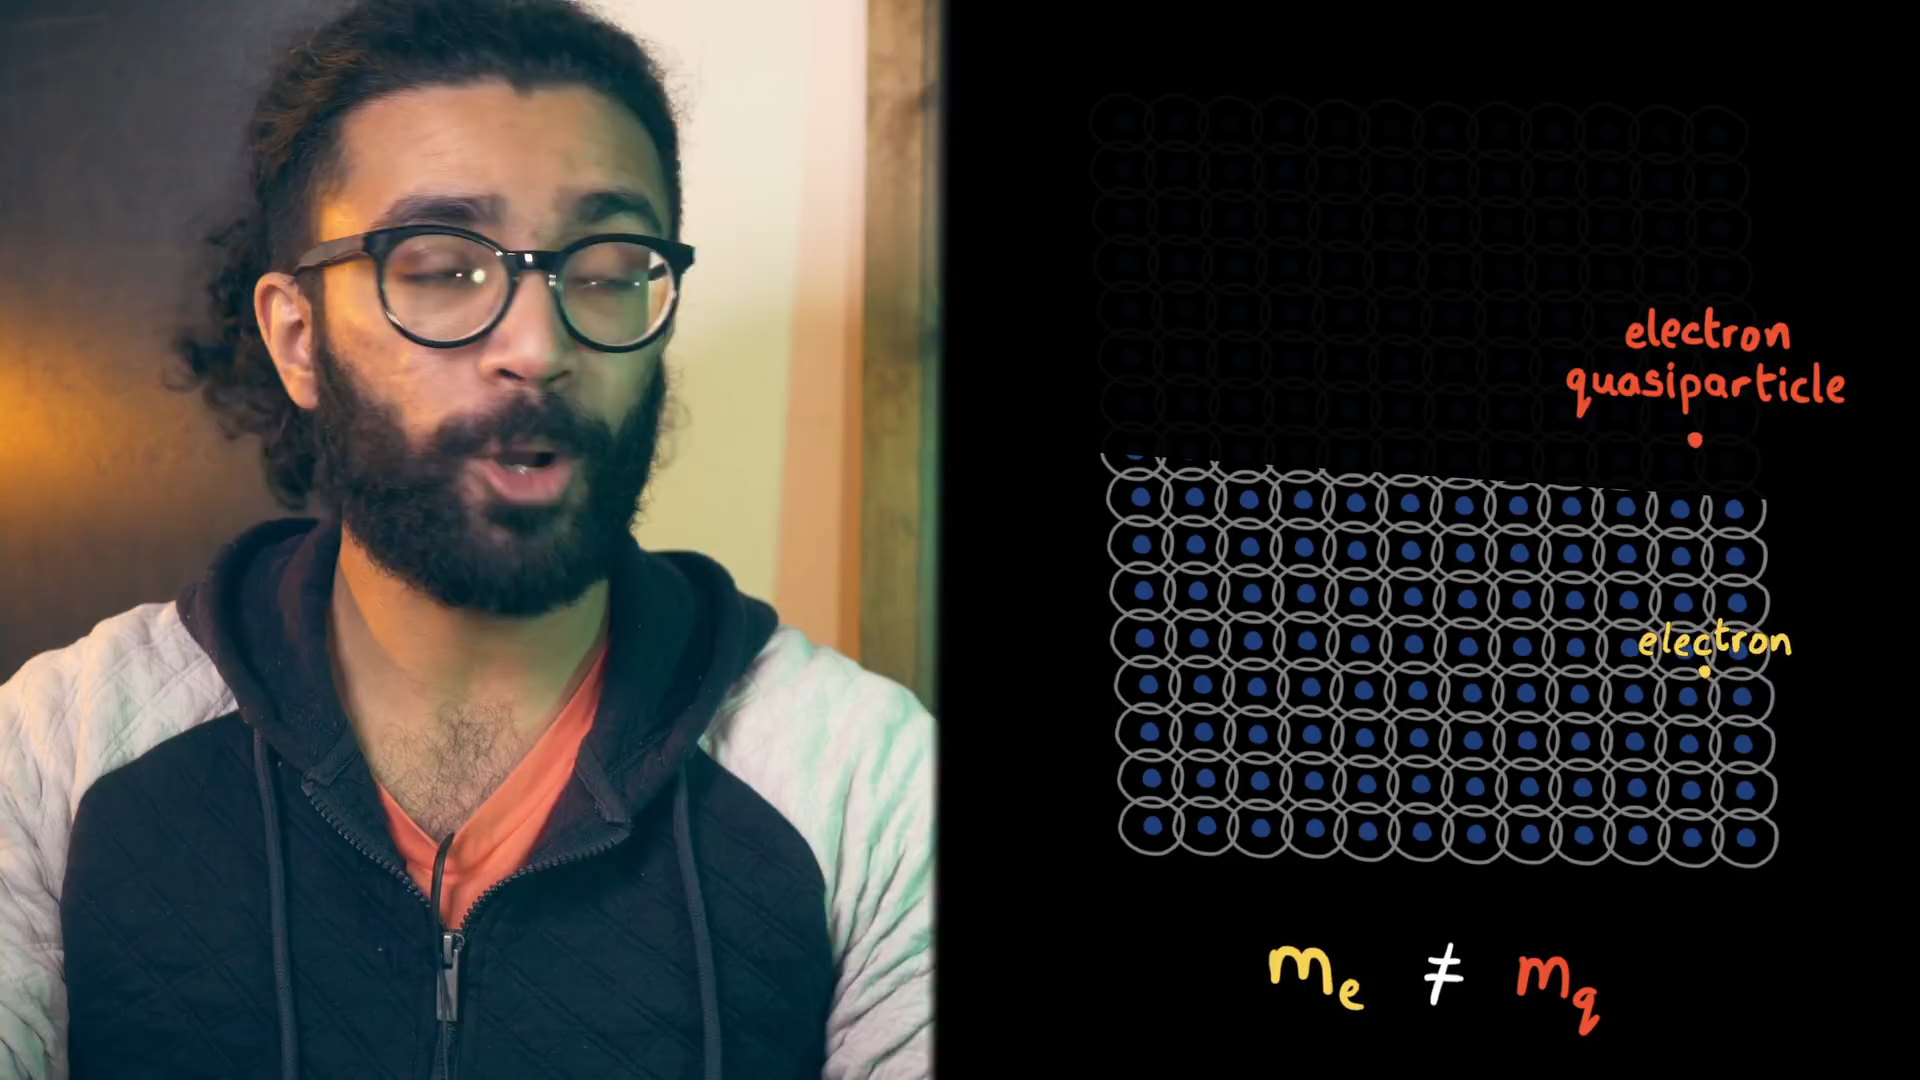 electron
quasiparticle
electron
mₑ ≠ m_q